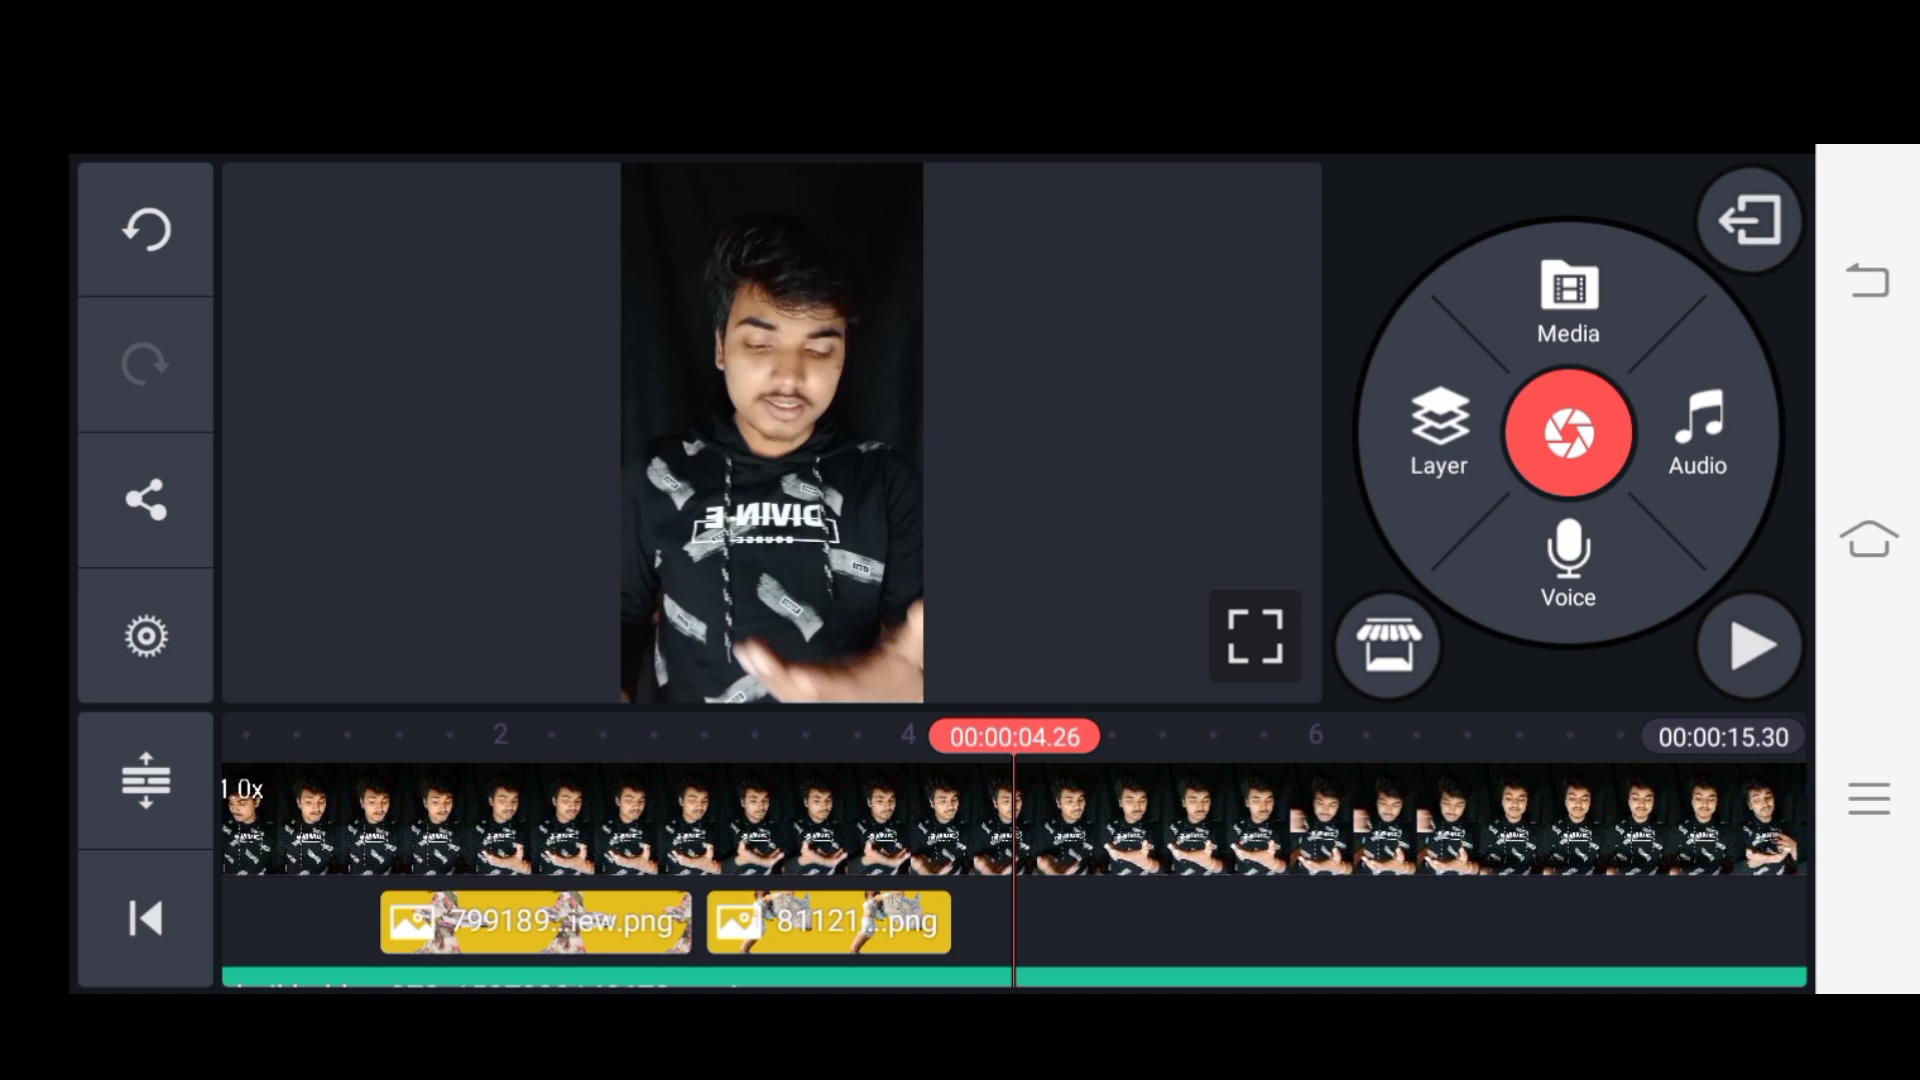 Media
Layer
Audio
Voice
2
4
00:00:04.26
6
00:00:15.30
1.0x
799189...iew.png
81121...png